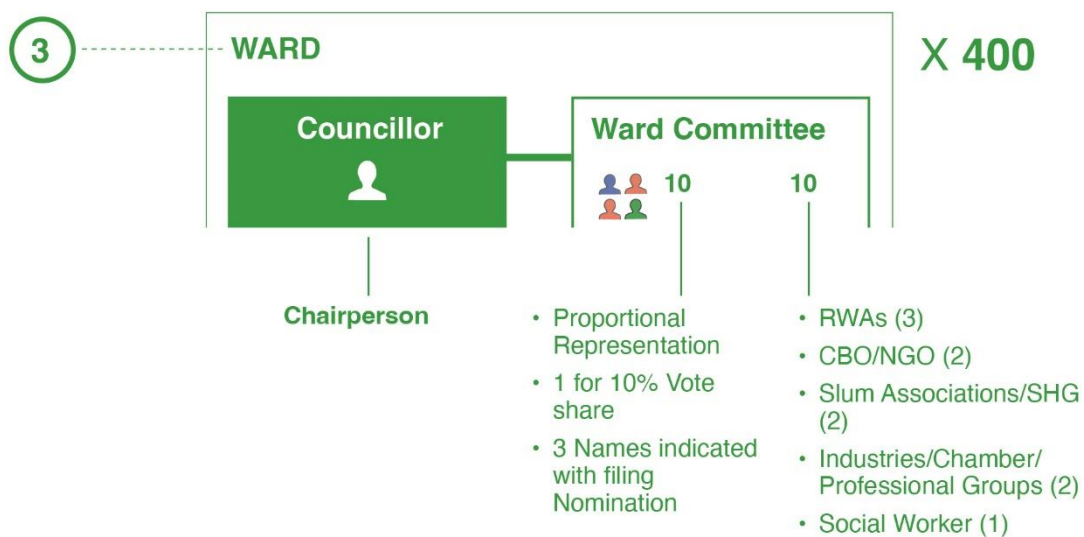 3
WARD
X 400
Councillor
Ward Committee
10
10
Chairperson
• Proportional
Representation
• 1 for 10% Vote
share
• 3 Names indicated
with filing
Nomination
• RWAs (3)
• CBO/NGO (2)
• Slum Associations/SHG
(2)
• Industries/Chamber/
Professional Groups (2)
• Social Worker (1)